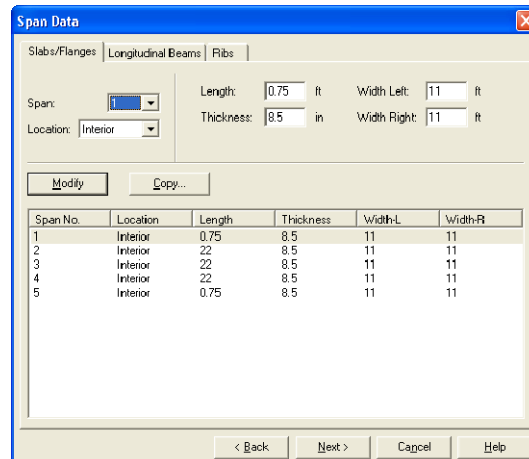 Span Data
Slabs/Flanges Longitudinal Beams Ribs
Length: 0.75 ft Width Left: 11 ft
Span: 1
Thickness: 8.5 in Width Right: 11 ft
Location: Interior
Modify Copy...
Span No. Location Length Thickness Width-L Width-R
1 Interior 0.75 8.5 11 11
2 Interior 22 8.5 11 11
3 Interior 22 8.5 11 11
4 Interior 22 8.5 11 11
5 Interior 0.75 8.5 11 11
< Back Next > Cancel Help